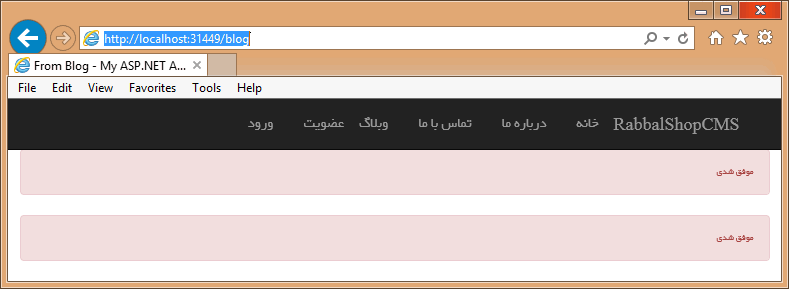 http://localhost:31449/blog
From Blog - My ASP.NET A...
File Edit View Favorites Tools Help
RabbalShopCMS خانه درباره ما تماس با ما وبلاگ عضویت ورود
موفق شدی
موفق شدی